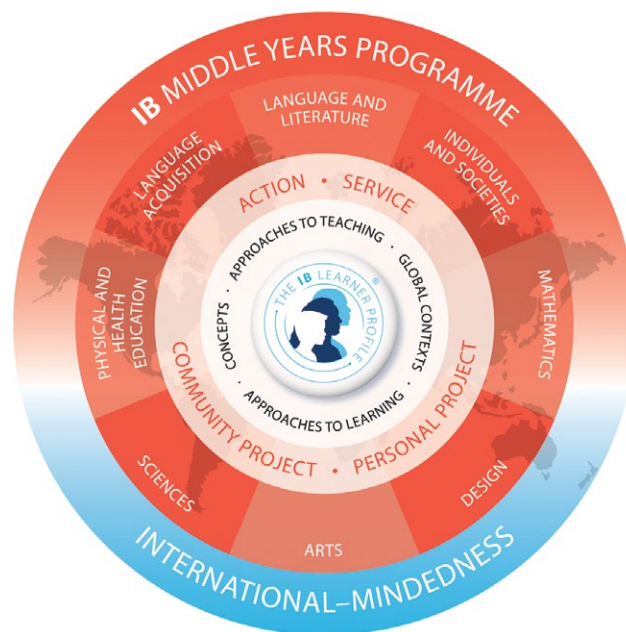 IB MIDDLE YEARS PROGRAMME
LANGUAGE AND
LITERATURE
INDIVIDUALS
AND SOCIETIES
MATHEMATICS
DESIGN
ARTS
SCIENCES
PHYSICAL AND
HEALTH
EDUCATION
LANGUAGE
ACQUISITION
ACTION • SERVICE
PERSONAL PROJECT
• COMMUNITY PROJECT
APPROACHES TO TEACHING ·
GLOBAL CONTEXTS ·
APPROACHES TO LEARNING ·
CONCEPTS ·
THE IB LEARNER PROFILE ®
INTERNATIONAL–MINDEDNESS